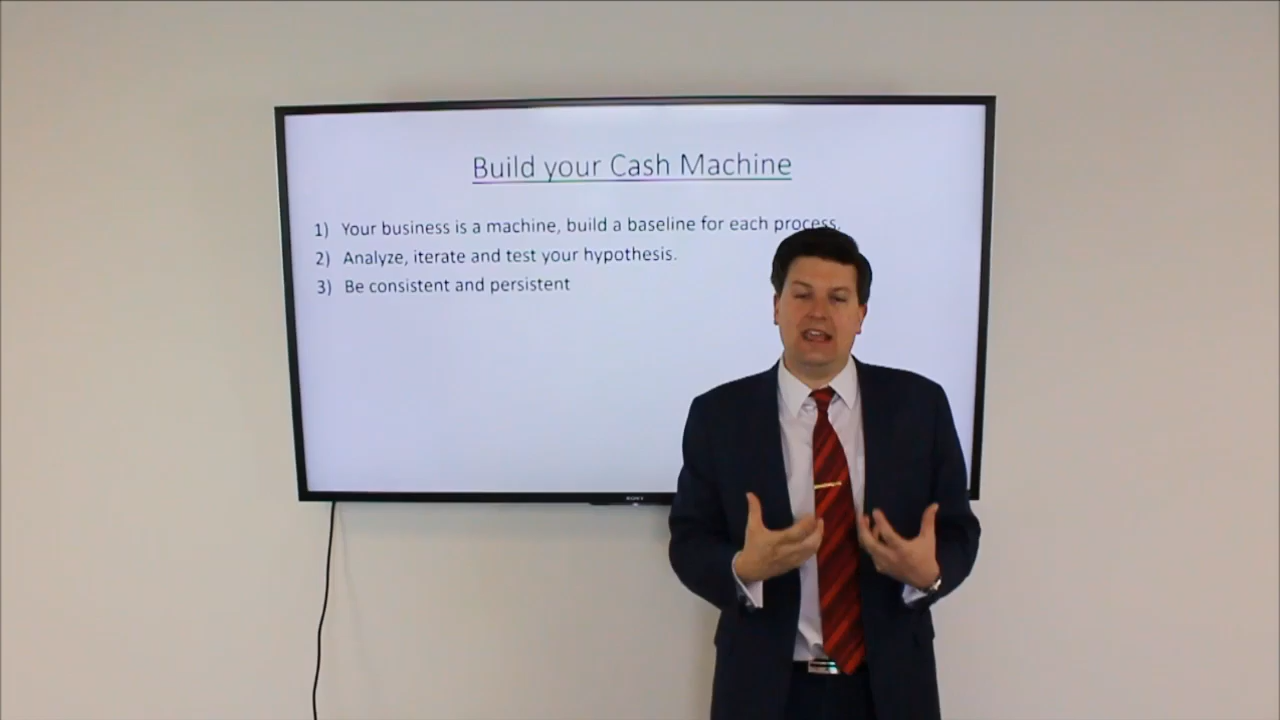 Build your Cash Machine
1) Your business is a machine, build a baseline for each process.
2) Analyze, iterate and test your hypothesis.
3) Be consistent and persistent
SONY